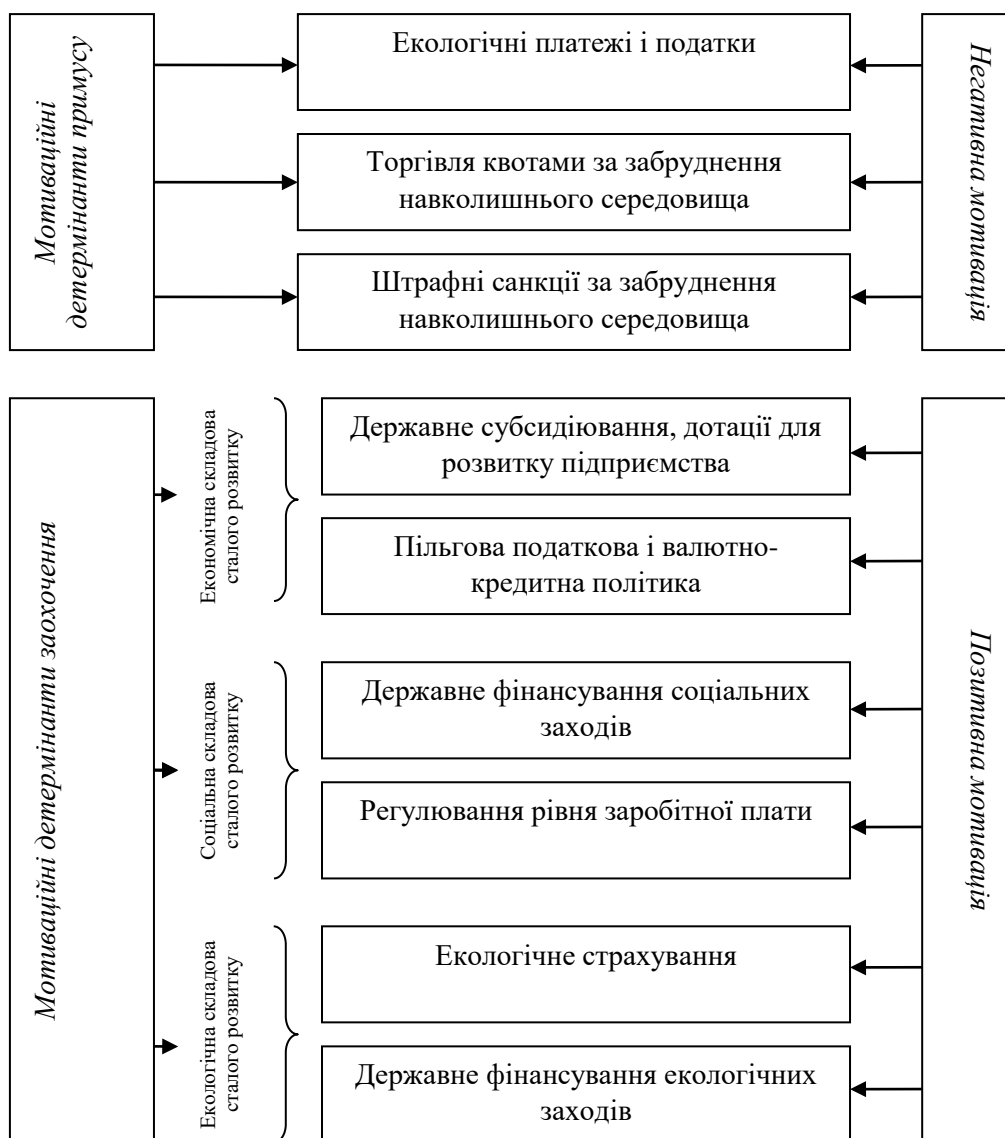 Мотиваційні
детермінанти примусу
Екологічні платежі і податки
Торгівля квотами за забруднення
навколишнього середовища
Штрафні санкції за забруднення
навколишнього середовища
Негативна мотивація
Мотиваційні детермінанти заохочення
Економічна складова
сталого розвитку
Державне субсидіювання, дотації для
розвитку підприємства
Пільгова податкова і валютно-
кредитна політика
Соціальна складова
сталого розвитку
Державне фінансування соціальних
заходів
Регулювання рівня заробітної плати
Екологічна складова
сталого розвитку
Екологічне страхування
Державне фінансування екологічних
заходів
Позитивна мотивація